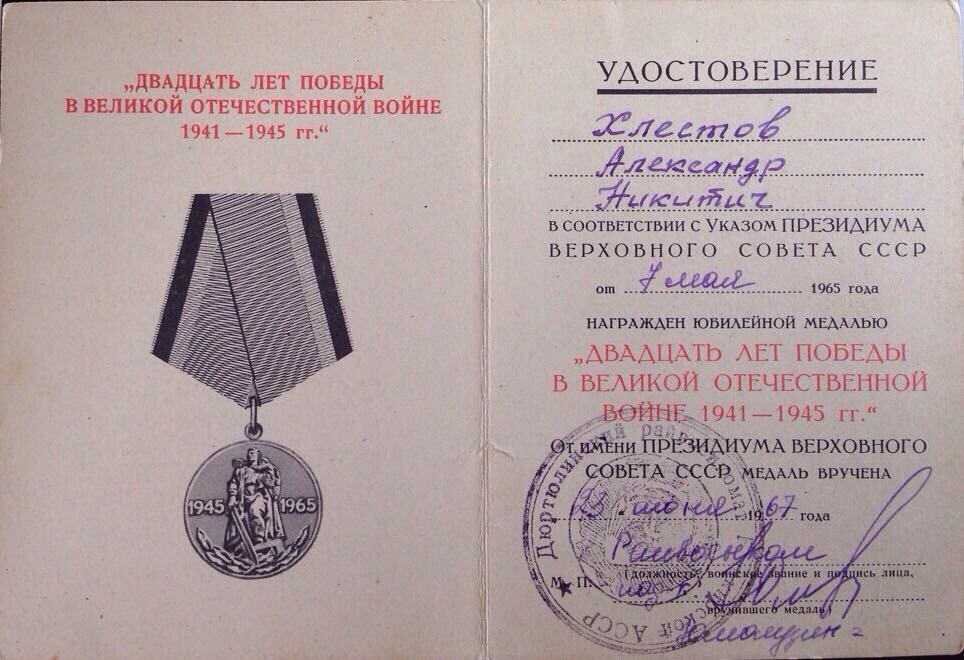 „ДВАДЦАТЬ ЛЕТ ПОБЕДЫ
В ВЕЛИКОЙ ОТЕЧЕСТВЕННОЙ ВОЙНЕ
1941—1945 гг.“
1945 1965
УДОСТОВЕРЕНИЕ
Хлестов
Александр
Никитич
В СООТВЕТСТВИИ С УКАЗОМ ПРЕЗИДИУМА
ВЕРХОВНОГО СОВЕТА СССР
от 7 мая 1965 года
НАГРАЖДЕН ЮБИЛЕЙНОЙ МЕДАЛЬЮ
„ДВАДЦАТЬ ЛЕТ ПОБЕДЫ
В ВЕЛИКОЙ ОТЕЧЕСТВЕННОЙ
ВОЙНЕ 1941—1945 гг.“
ОТ ИМЕНИ ПРЕЗИДИУМА ВЕРХОВНОГО
СОВЕТА СССР МЕДАЛЬ ВРУЧЕНА
23 июня 1967 года
Райвоенком
М. П. (должность, воинское звание и подпись лица,
вручившего медаль)
Дюртюлинский АССР